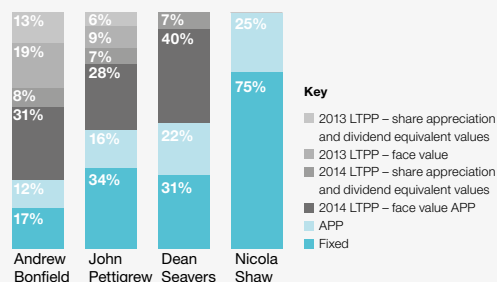 13%
19%
8%
31%
12%
17%
6%
9%
7%
28%
16%
34%
7%
40%
22%
31%
25%
75%
Andrew
Bonfield
John
Pettigrew
Dean
Seavers
Nicola
Shaw
Key
2013 LTPP – share appreciation
and dividend equivalent values
2013 LTPP – face value
2014 LTPP – share appreciation
and dividend equivalent values
2014 LTPP – face value APP
APP
Fixed